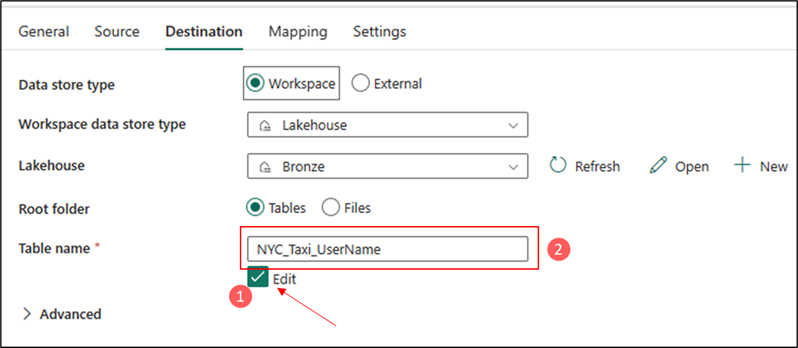 General Source Destination Mapping Settings
Data store type Workspace External
Workspace data store type Lakehouse
Lakehouse Bronze Refresh Open New
Root folder Tables Files
Table name * NYC_Taxi_UserName 2
1 Edit
Advanced